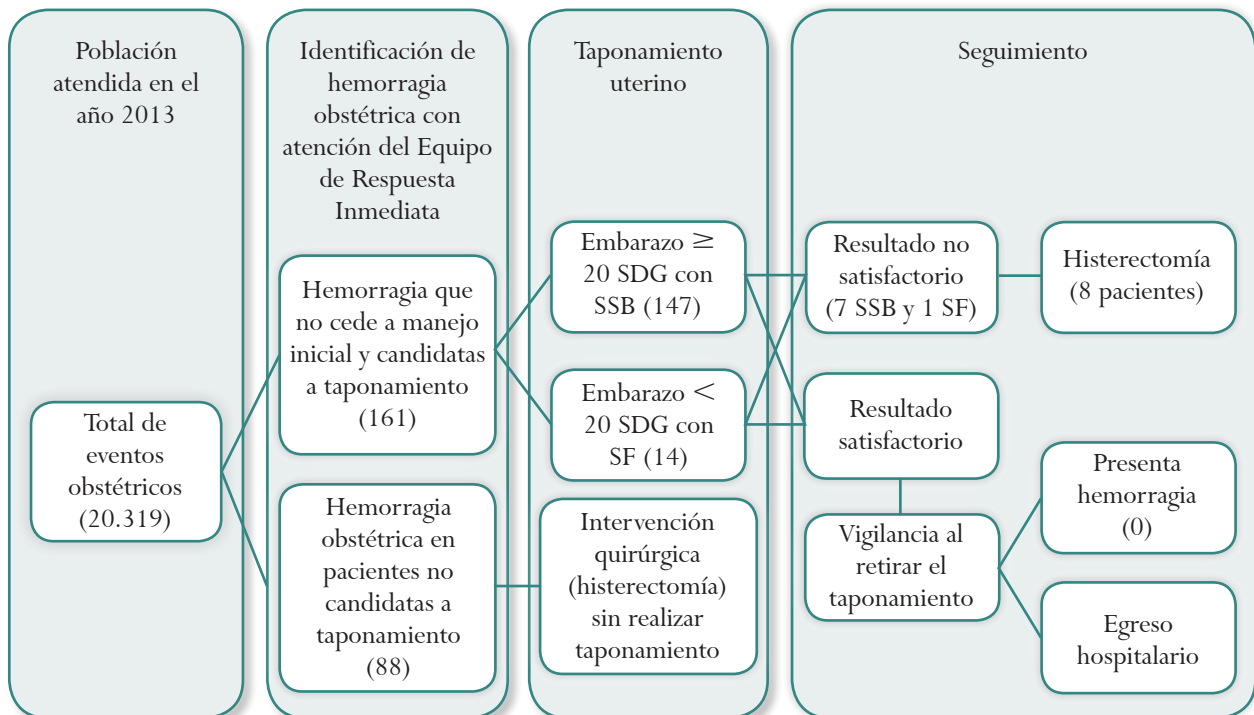 Población
atendida en el
año 2013
Total de
eventos
obstétricos
(20.319)
Identificación de
hemorragia
obstétrica con
atención del Equipo
de Respuesta
Inmediata
Hemorragia que
no cede a manejo
inicial y candidatas
a taponamiento
(161)
Hemorragia
obstétrica en
pacientes no
candidatas a
taponamiento
(88)
Taponamiento
uterino
Embarazo ≥
20 SDG con
SSB (147)
Embarazo <
20 SDG con
SF (14)
Intervención
quirúrgica
(histerectomía)
sin realizar
taponamiento
Seguimiento
Resultado no
satisfactorio
(7 SSB y 1 SF)
Histerectomía
(8 pacientes)
Resultado
satisfactorio
Vigilancia al
retirar el
taponamiento
Presenta
hemorragia
(0)
Egreso
hospitalario